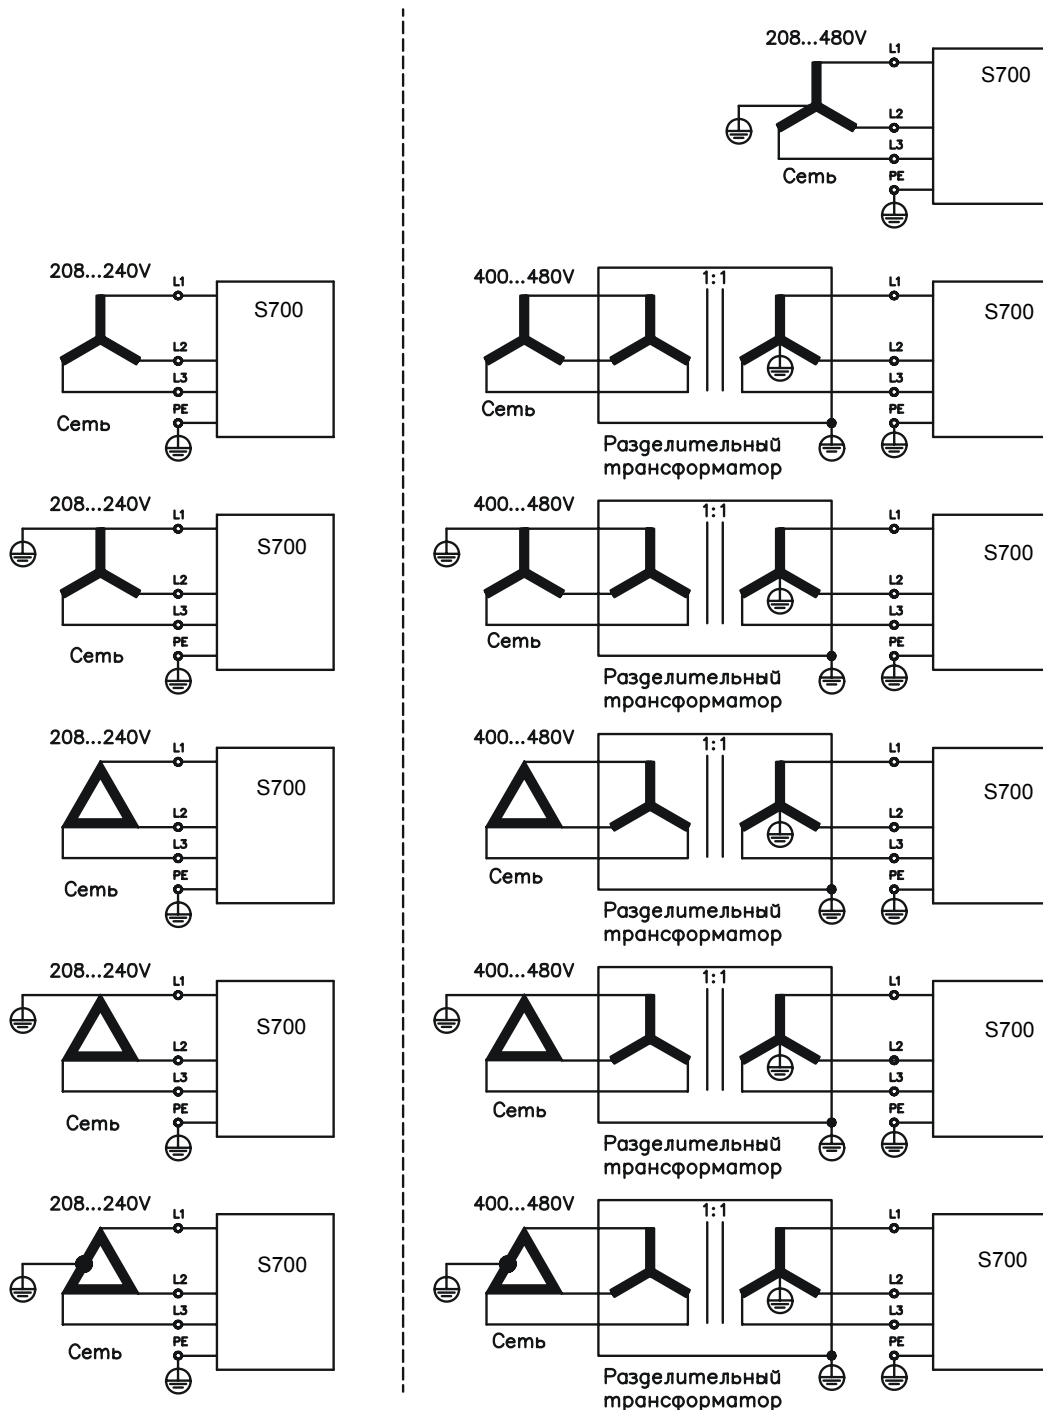 208...480V
L1
S700
L2
L3
Сеть
PE
208...240V
L1
S700
L2
L3
PE
Сеть
400...480V
1:1
L1
S700
L2
L3
Сеть
PE
Разделительный
трансформатор
208...240V
L1
S700
L2
L3
PE
Сеть
400...480V
1:1
L1
S700
L2
L3
Сеть
PE
Разделительный
трансформатор
208...240V
L1
S700
L2
L3
PE
Сеть
400...480V
1:1
L1
S700
L2
L3
Сеть
PE
Разделительный
трансформатор
208...240V
L1
S700
L2
L3
PE
Сеть
400...480V
1:1
L1
S700
L2
L3
Сеть
PE
Разделительный
трансформатор
208...240V
L1
S700
L2
L3
PE
Сеть
400...480V
1:1
L1
S700
L2
L3
Сеть
PE
Разделительный
трансформатор